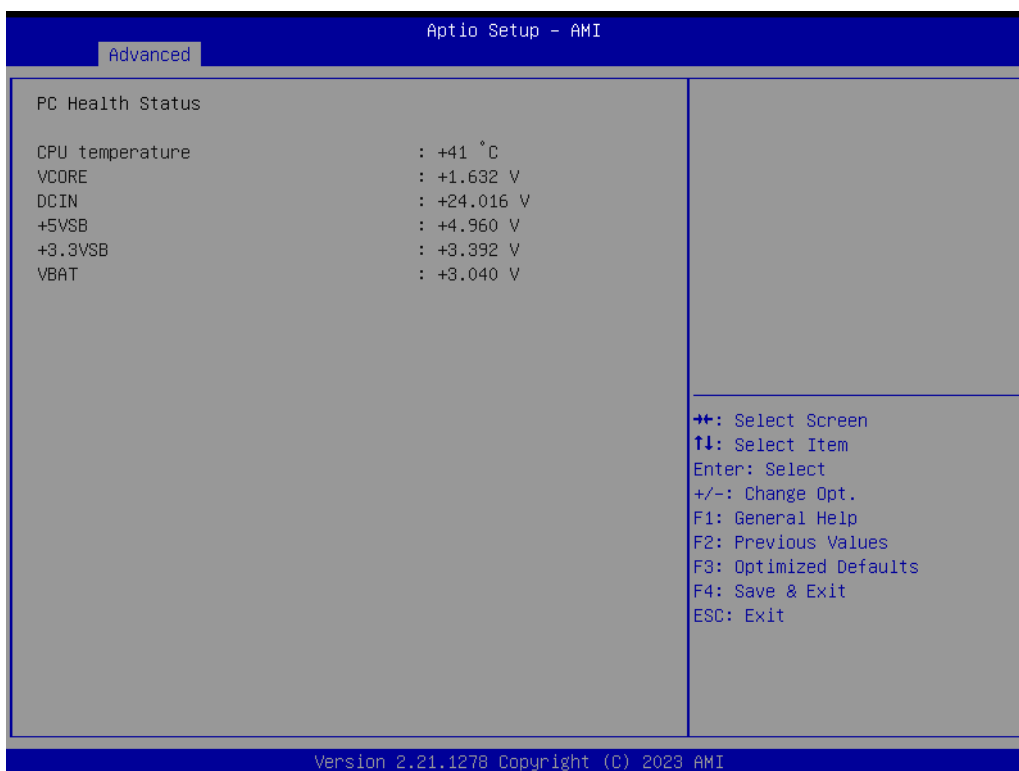 Aptio Setup – AMI
Advanced
PC Health Status
CPU temperature : +41 °C
VCORE : +1.632 V
DCIN : +24.016 V
+5VSB : +4.960 V
+3.3VSB : +3.392 V
VBAT : +3.040 V
→←: Select Screen
↑↓: Select Item
Enter: Select
+/-: Change Opt.
F1: General Help
F2: Previous Values
F3: Optimized Defaults
F4: Save & Exit
ESC: Exit
Version 2.21.1278 Copyright (C) 2023 AMI